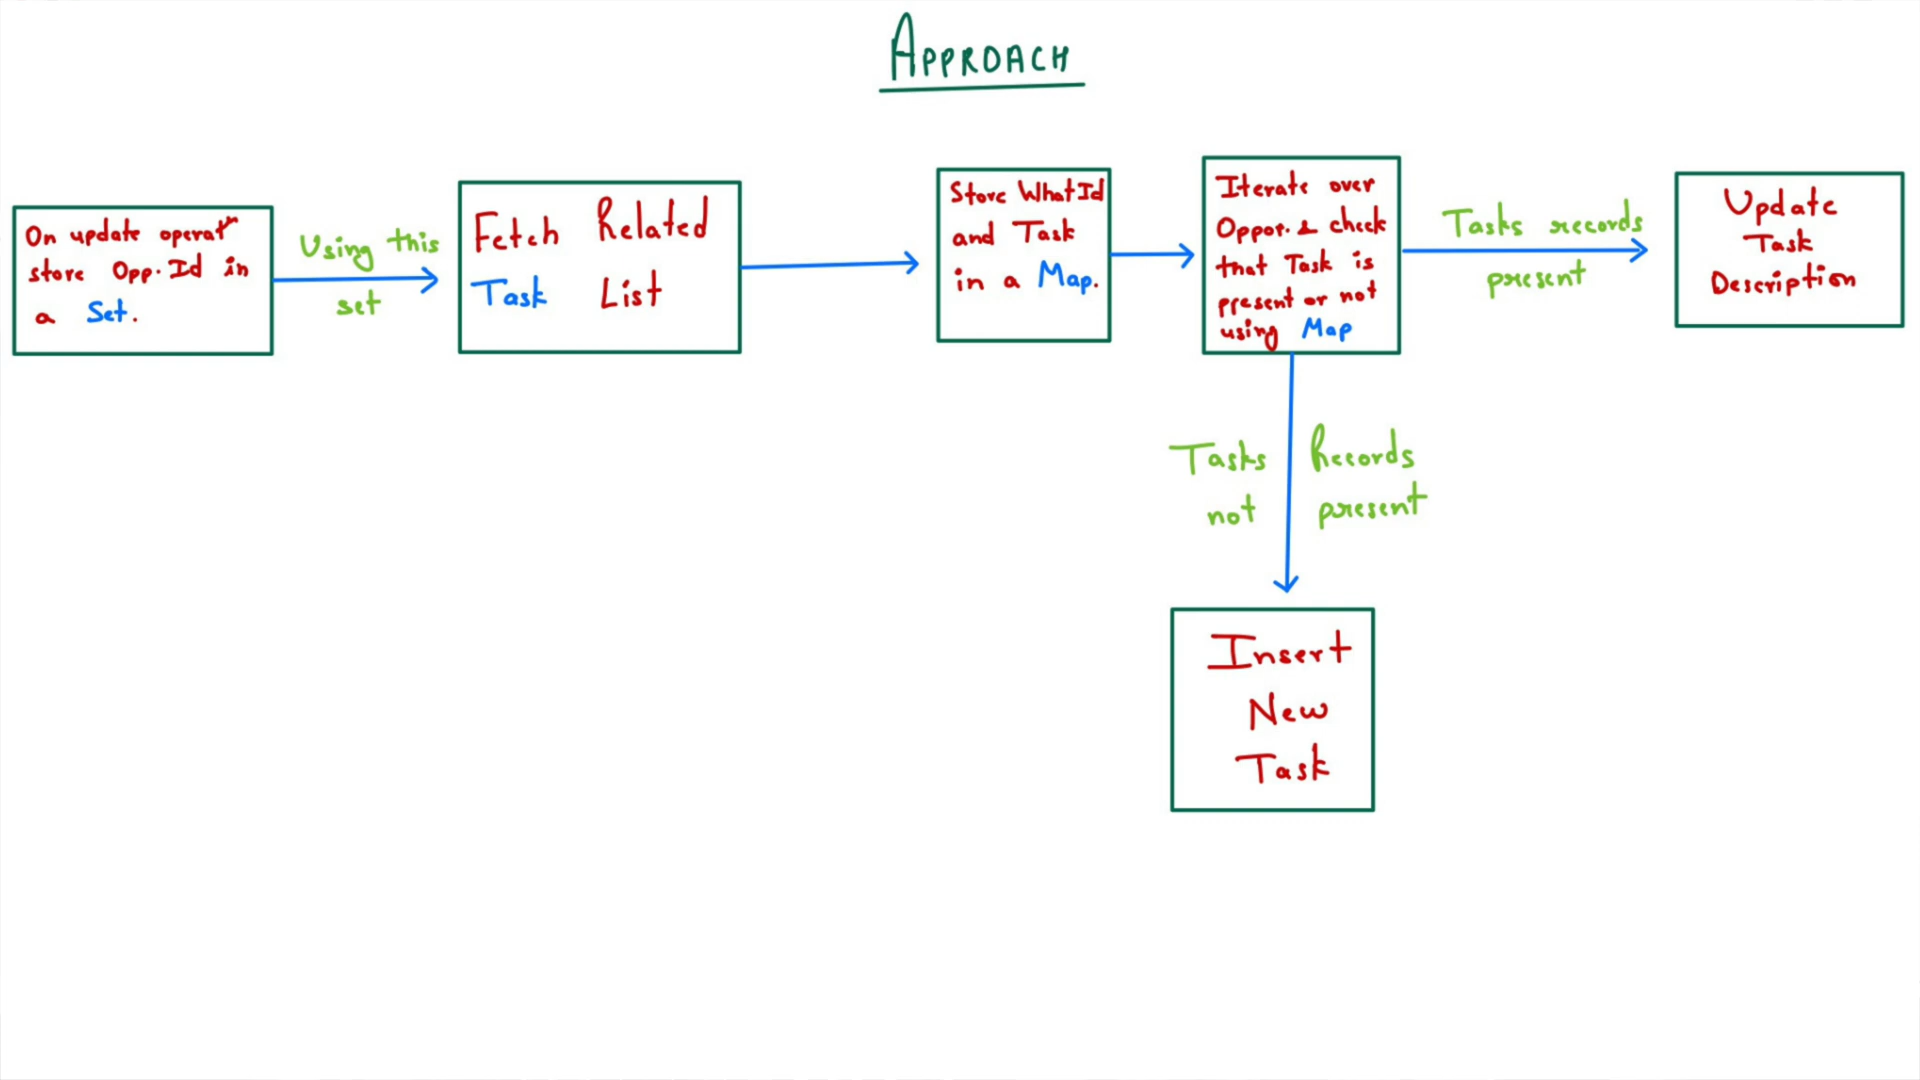 APPROACH
On update operatn
store Opp. Id in
a Set.
Using this
set
Fetch Related
Task List
Store WhatId
and Task
in a Map.
Iterate over
Oppor. & check
that Task is
present or not
using Map
Tasks records
present
Update
Task
Description
Tasks Records
not present
Insert
New
Task